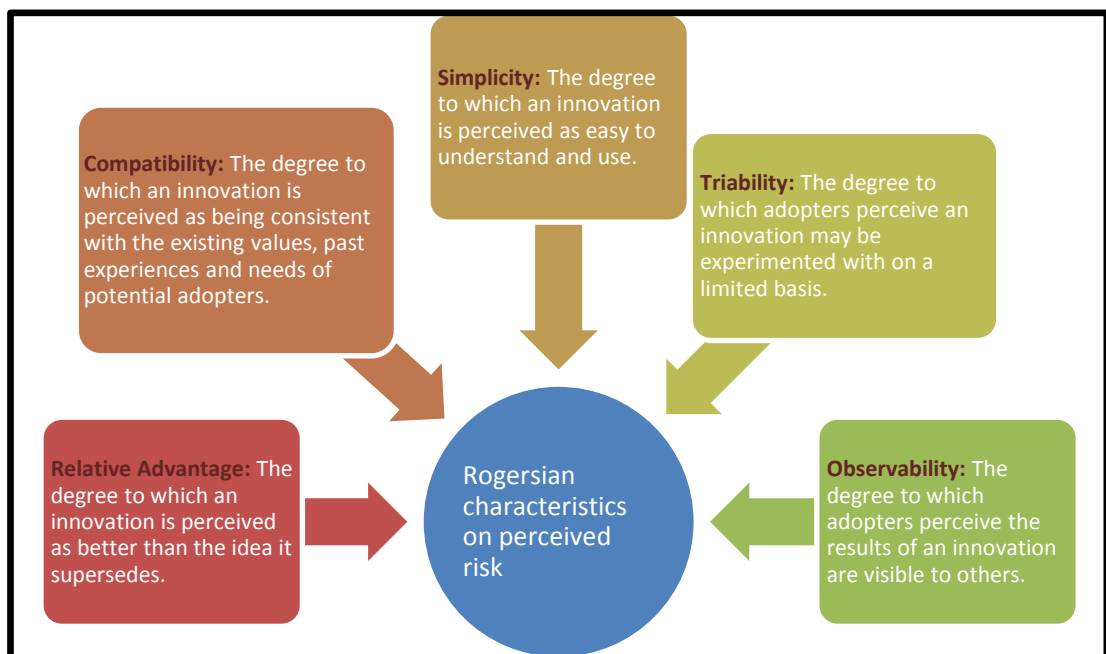 Simplicity: The degree
to which an innovation
is perceived as easy to
understand and use.
Compatibility: The degree to
which an innovation is
perceived as being consistent
with the existing values, past
experiences and needs of
potential adopters.
Triability: The degree to
which adopters perceive an
innovation may be
experimented with on a
limited basis.
Relative Advantage: The
degree to which an
innovation is perceived
as better than the idea it
supersedes.
Rogersian
characteristics
on perceived
risk
Observability: The
degree to which
adopters perceive the
results of an innovation
are visible to others.